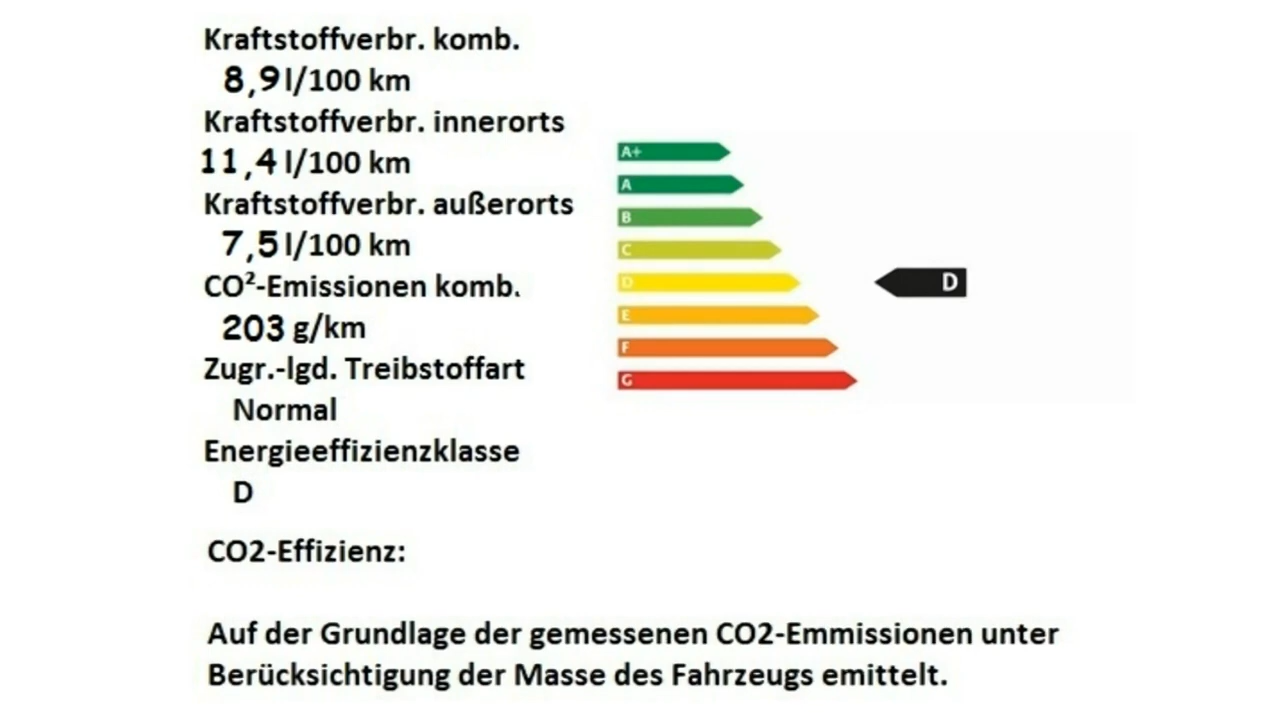 Kraftstoffverbr. komb.
8,9 l/100 km
Kraftstoffverbr. innerorts
11,4 l/100 km
Kraftstoffverbr. außerorts
7,5 l/100 km
CO²-Emissionen komb.
203 g/km
Zugr.-lgd. Treibstoffart
Normal
Energieeffizienzklasse
D
A+
A
B
C
D
D
E
F
G
CO2-Effizienz:
Auf der Grundlage der gemessenen CO2-Emmissionen unter
Berücksichtigung der Masse des Fahrzeugs emittelt.